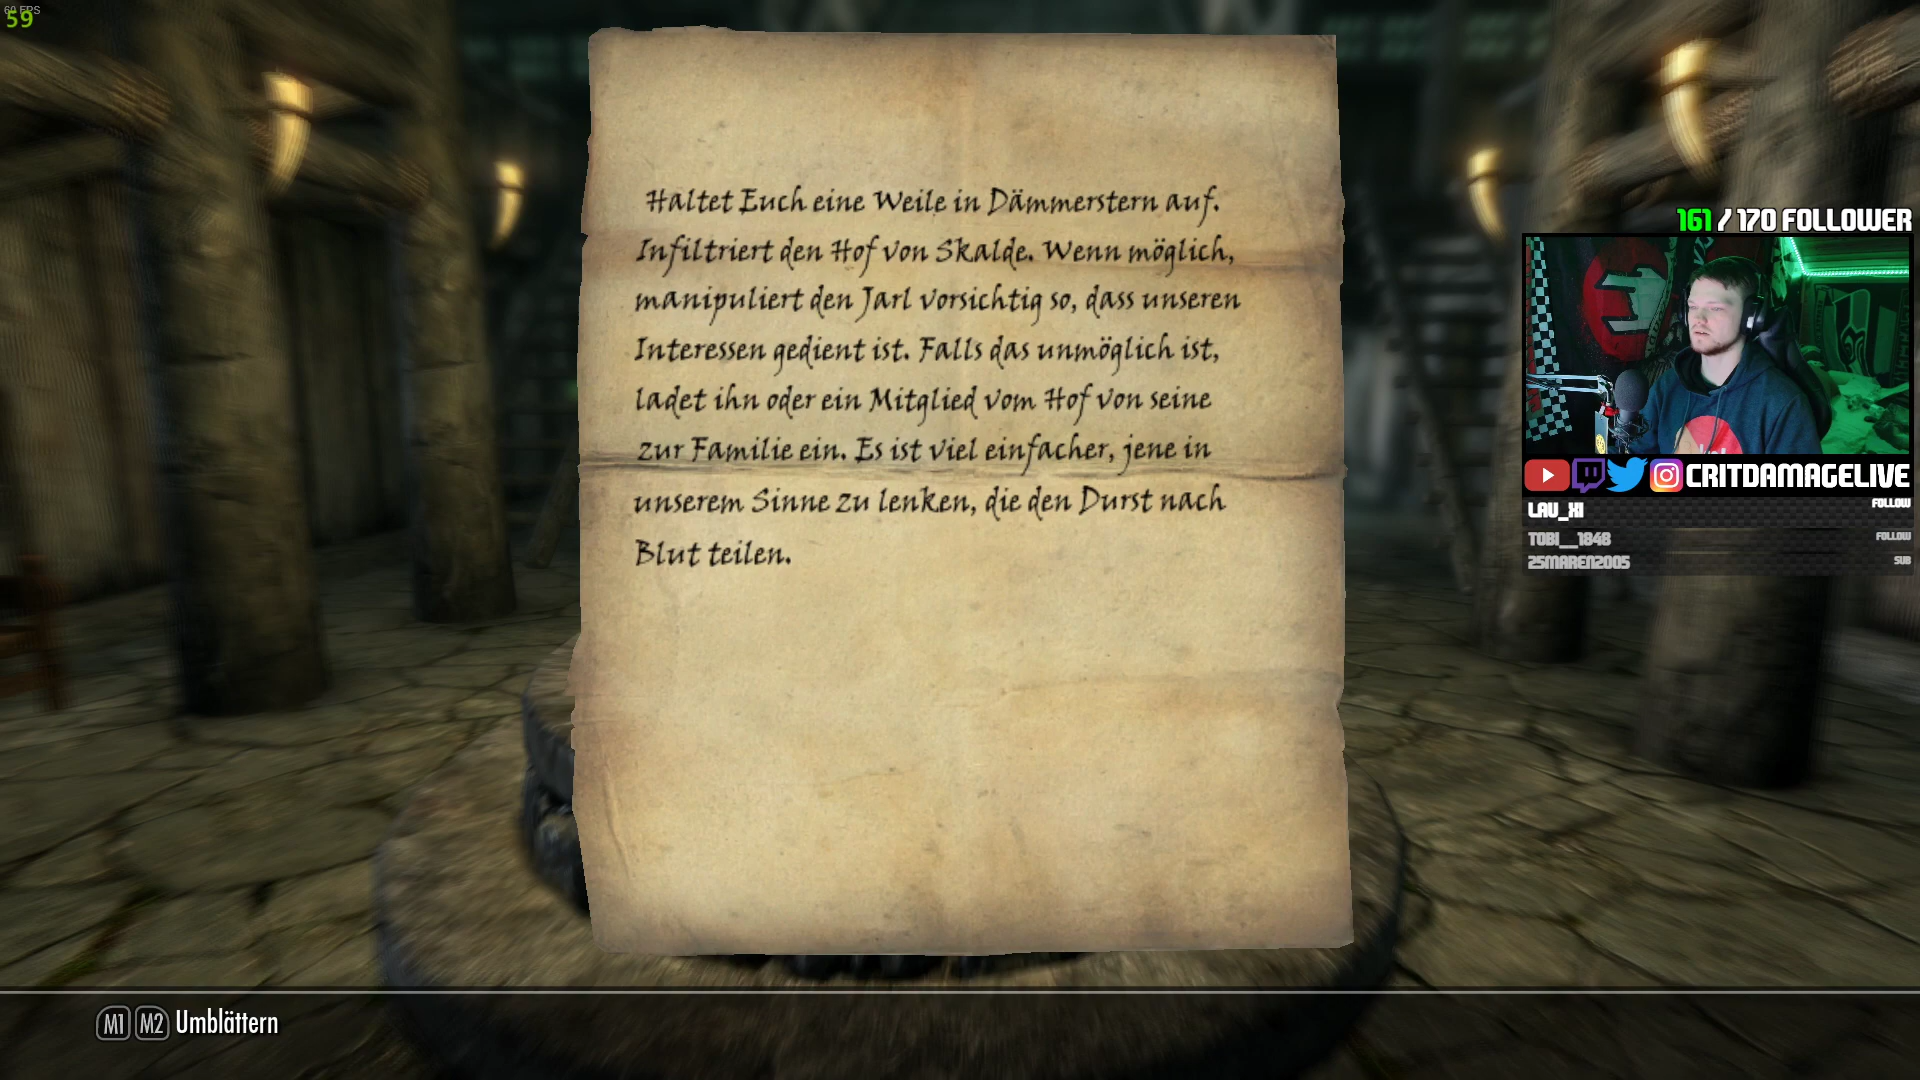 60 FPS
59
Haltet Euch eine Weile in Dämmerstern auf.
Infiltriert den Hof von Skalde. Wenn möglich,
manipuliert den Jarl vorsichtig so, dass unseren
Interessen gedient ist. Falls das unmöglich ist,
ladet ihn oder ein Mitglied vom Hof von seine
zur Familie ein. Es ist viel einfacher, jene in
unserem Sinne zu lenken, die den Durst nach
Blut teilen.
161 / 170 FOLLOWER
CRITDAMAGELIVE
LAU_XI FOLLOW
TOBI__1848 FOLLOW
25MAREN2005 SUB
M1 M2 Umblättern